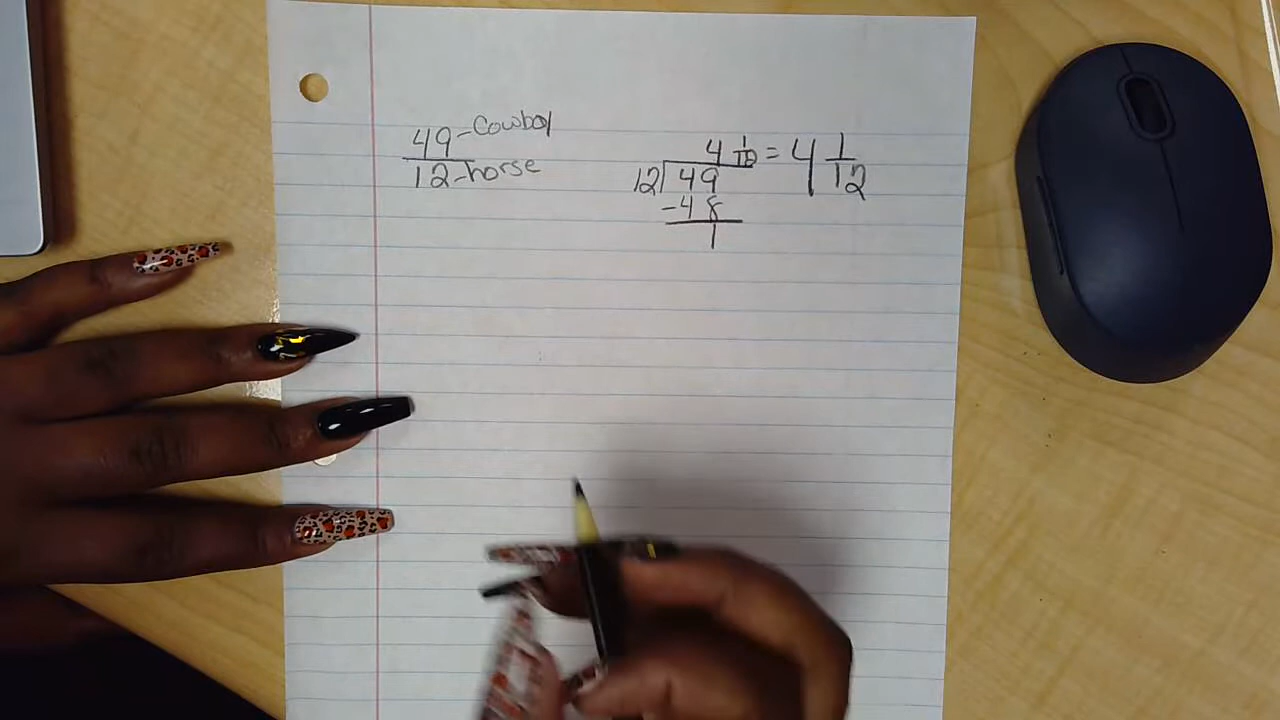 49 - Cowboy
12 - horse
4 1/12 = 4 1/12
12 49
- 48
1